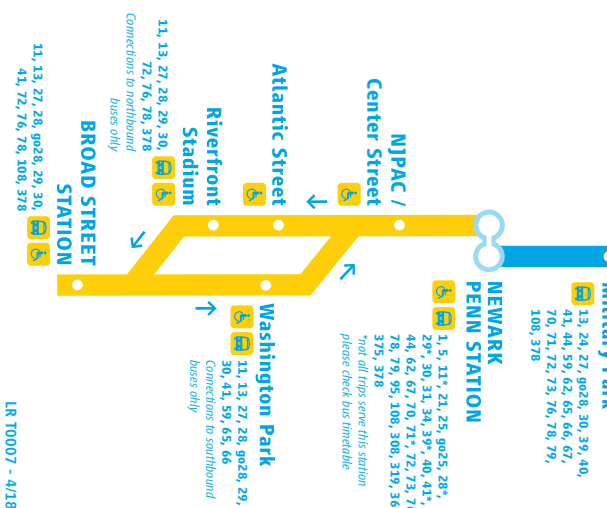 Military Park
13, 24, 27, go28, 30, 39, 40,
41, 44, 59, 62, 65, 66, 67,
70, 71, 72, 73, 76, 78, 79,
108, 378
NEWARK
PENN STATION
1, 5, 11*, 21, 25, go25, 28*,
29*, 30, 31, 34, 39*, 40, 41*,
44, 62, 67, 70, 71*, 72, 73,
78, 79, 95, 108, 308, 319,
375, 378
*not all trips serve this station
please check bus timetable
NJPAC /
Center Street
Atlantic Street
Riverfront
Stadium
11, 13, 27, 28, 29, 30,
72, 76, 78, 378
Connections to northbound
buses only
Washington Park
11, 13, 27, 28, go28, 29,
30, 41, 59, 65, 66
Connections to southbound
buses only
BROAD STREET
STATION
11, 13, 27, 28, go28, 29, 30,
41, 72, 76, 78, 108, 378
LR T0007 - 4/18